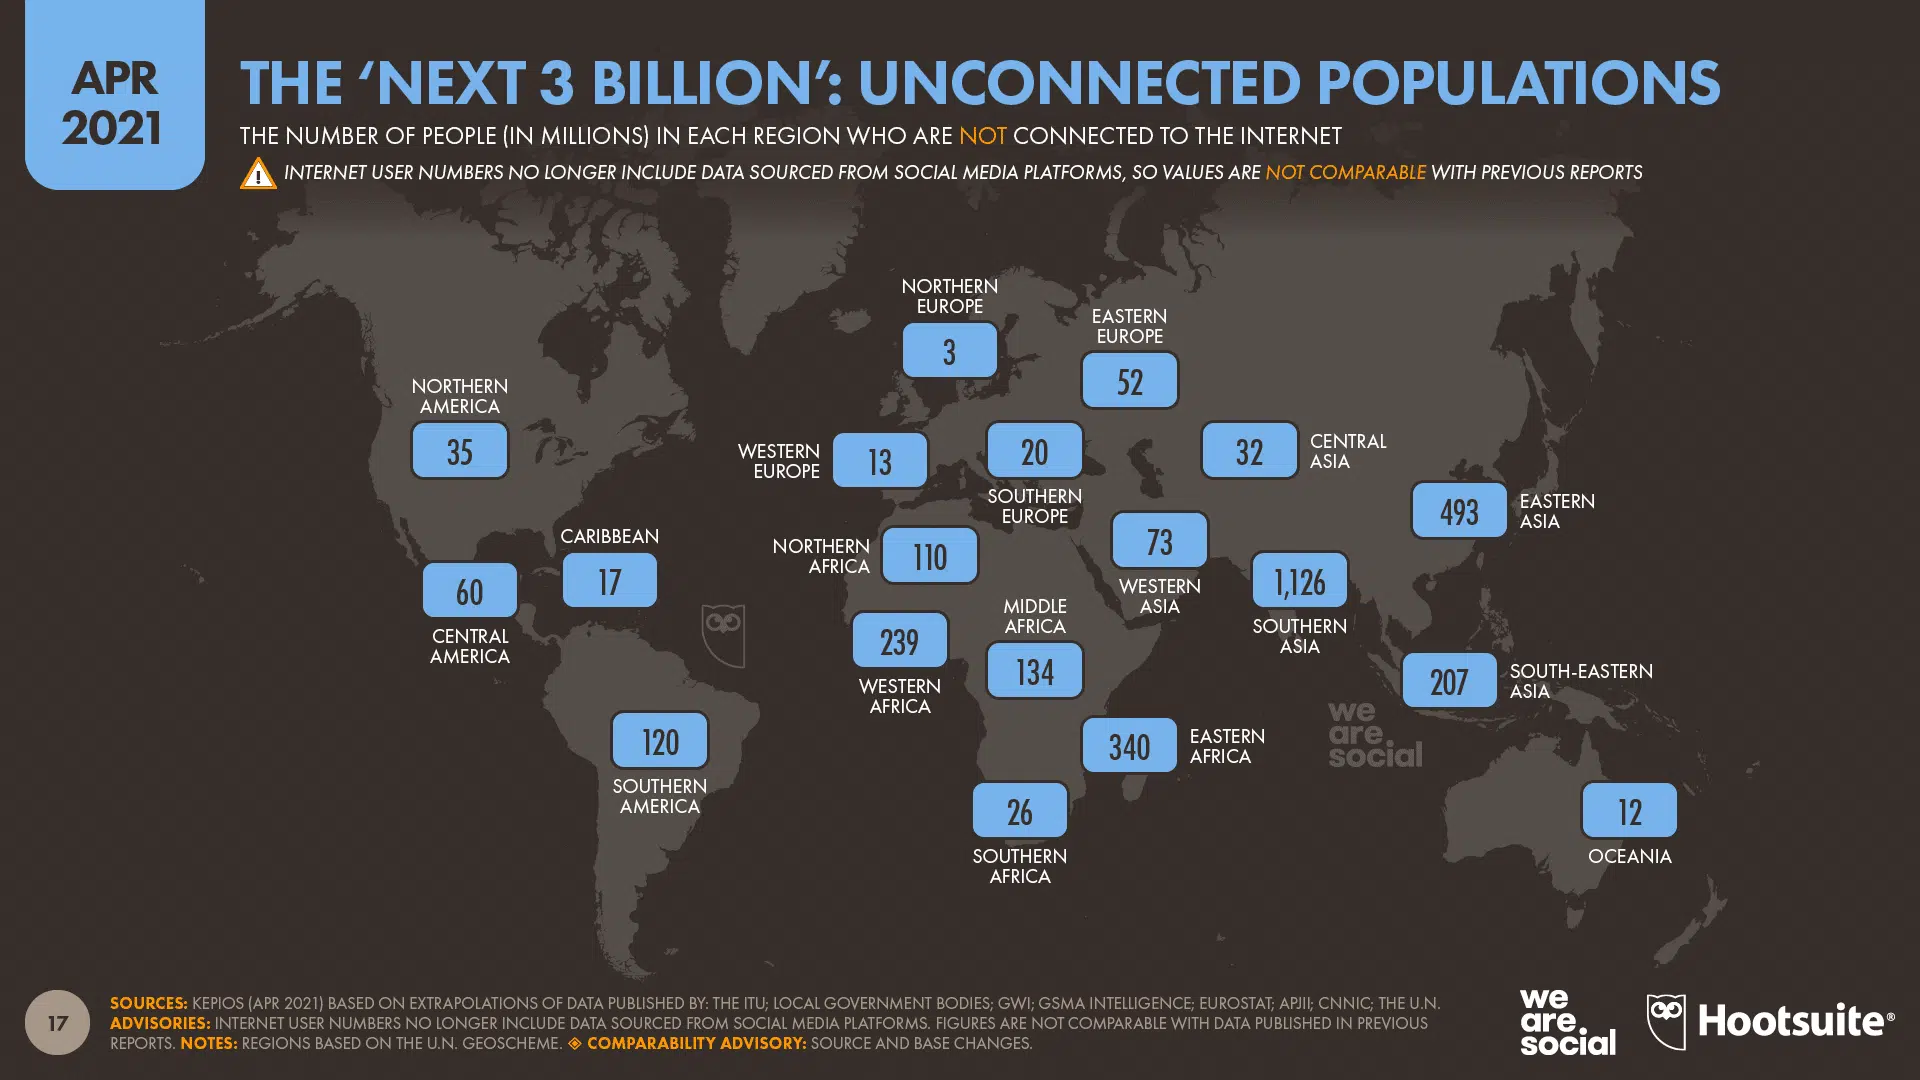 APR
2021
THE ‘NEXT 3 BILLION’: UNCONNECTED POPULATIONS
THE NUMBER OF PEOPLE (IN MILLIONS) IN EACH REGION WHO ARE NOT CONNECTED TO THE INTERNET
INTERNET USER NUMBERS NO LONGER INCLUDE DATA SOURCED FROM SOCIAL MEDIA PLATFORMS, SO VALUES ARE NOT COMPARABLE WITH PREVIOUS REPORTS
NORTHERN
EUROPE
3
EASTERN
EUROPE
52
NORTHERN
AMERICA
35
WESTERN
EUROPE
13
20
SOUTHERN
EUROPE
32
CENTRAL
ASIA
493
EASTERN
ASIA
CARIBBEAN
17
60
CENTRAL
AMERICA
NORTHERN
AFRICA
110
73
WESTERN
ASIA
1,126
SOUTHERN
ASIA
239
WESTERN
AFRICA
MIDDLE
AFRICA
134
207
SOUTH-EASTERN
ASIA
120
SOUTHERN
AMERICA
340
EASTERN
AFRICA
we
are
social
26
SOUTHERN
AFRICA
12
OCEANIA
17
SOURCES: KEPIOS (APR 2021) BASED ON EXTRAPOLATIONS OF DATA PUBLISHED BY: THE ITU; LOCAL GOVERNMENT BODIES; GWI; GSMA INTELLIGENCE; EUROSTAT; APJII; CNNIC; THE U.N.
ADVISORIES: INTERNET USER NUMBERS NO LONGER INCLUDE DATA SOURCED FROM SOCIAL MEDIA PLATFORMS. FIGURES ARE NOT COMPARABLE WITH DATA PUBLISHED IN PREVIOUS
REPORTS. NOTES: REGIONS BASED ON THE U.N. GEOSCHEME. ◈ COMPARABILITY ADVISORY: SOURCE AND BASE CHANGES.
we
are
social
Hootsuite®